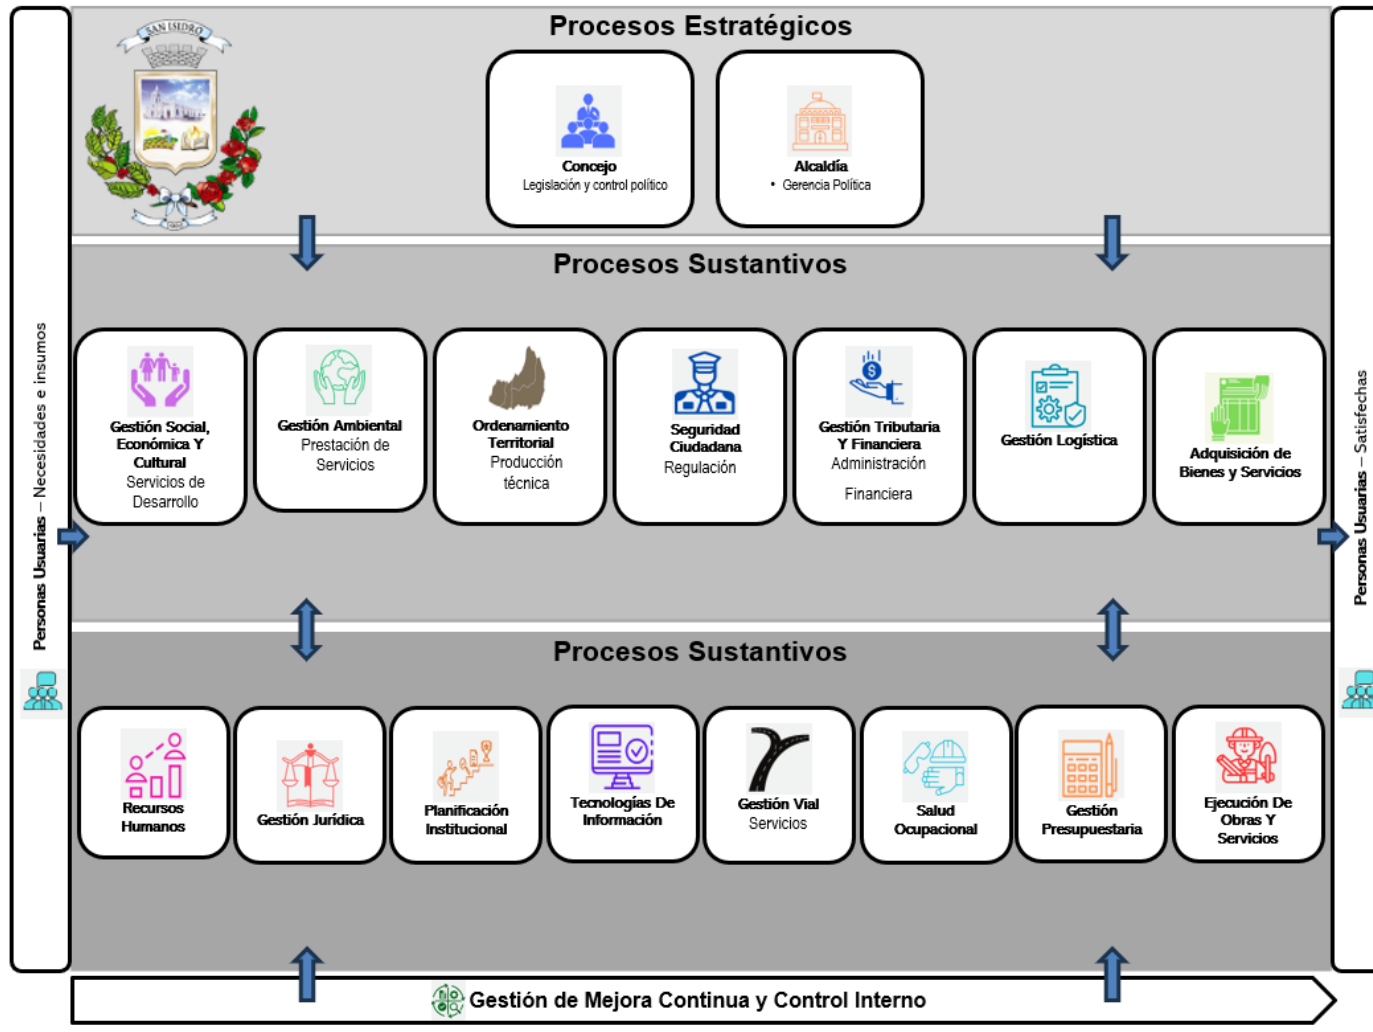 Procesos Estratégicos
SAN ISIDRO
Concejo
Legislación y control político
Alcaldía
• Gerencia Política
Procesos Sustantivos
Personas Usuarias – Necesidades e insumos
Gestión Social,
Económica Y
Cultural
Servicios de
Desarrollo
Gestión Ambiental
Prestación de
Servicios
Ordenamiento
Territorial
Producción
técnica
Seguridad
Ciudadana
Regulación
Gestión Tributaria
Y Financiera
Administración
Financiera
Gestión Logística
Adquisición de
Bienes y Servicios
Personas Usuarias – Satisfechas
Procesos Sustantivos
Recursos
Humanos
Gestión Jurídica
Planificación
Institucional
Tecnologías De
Información
Gestión Vial
Servicios
Salud
Ocupacional
Gestión
Presupuestaria
Ejecución De
Obras Y
Servicios
Gestión de Mejora Continua y Control Interno